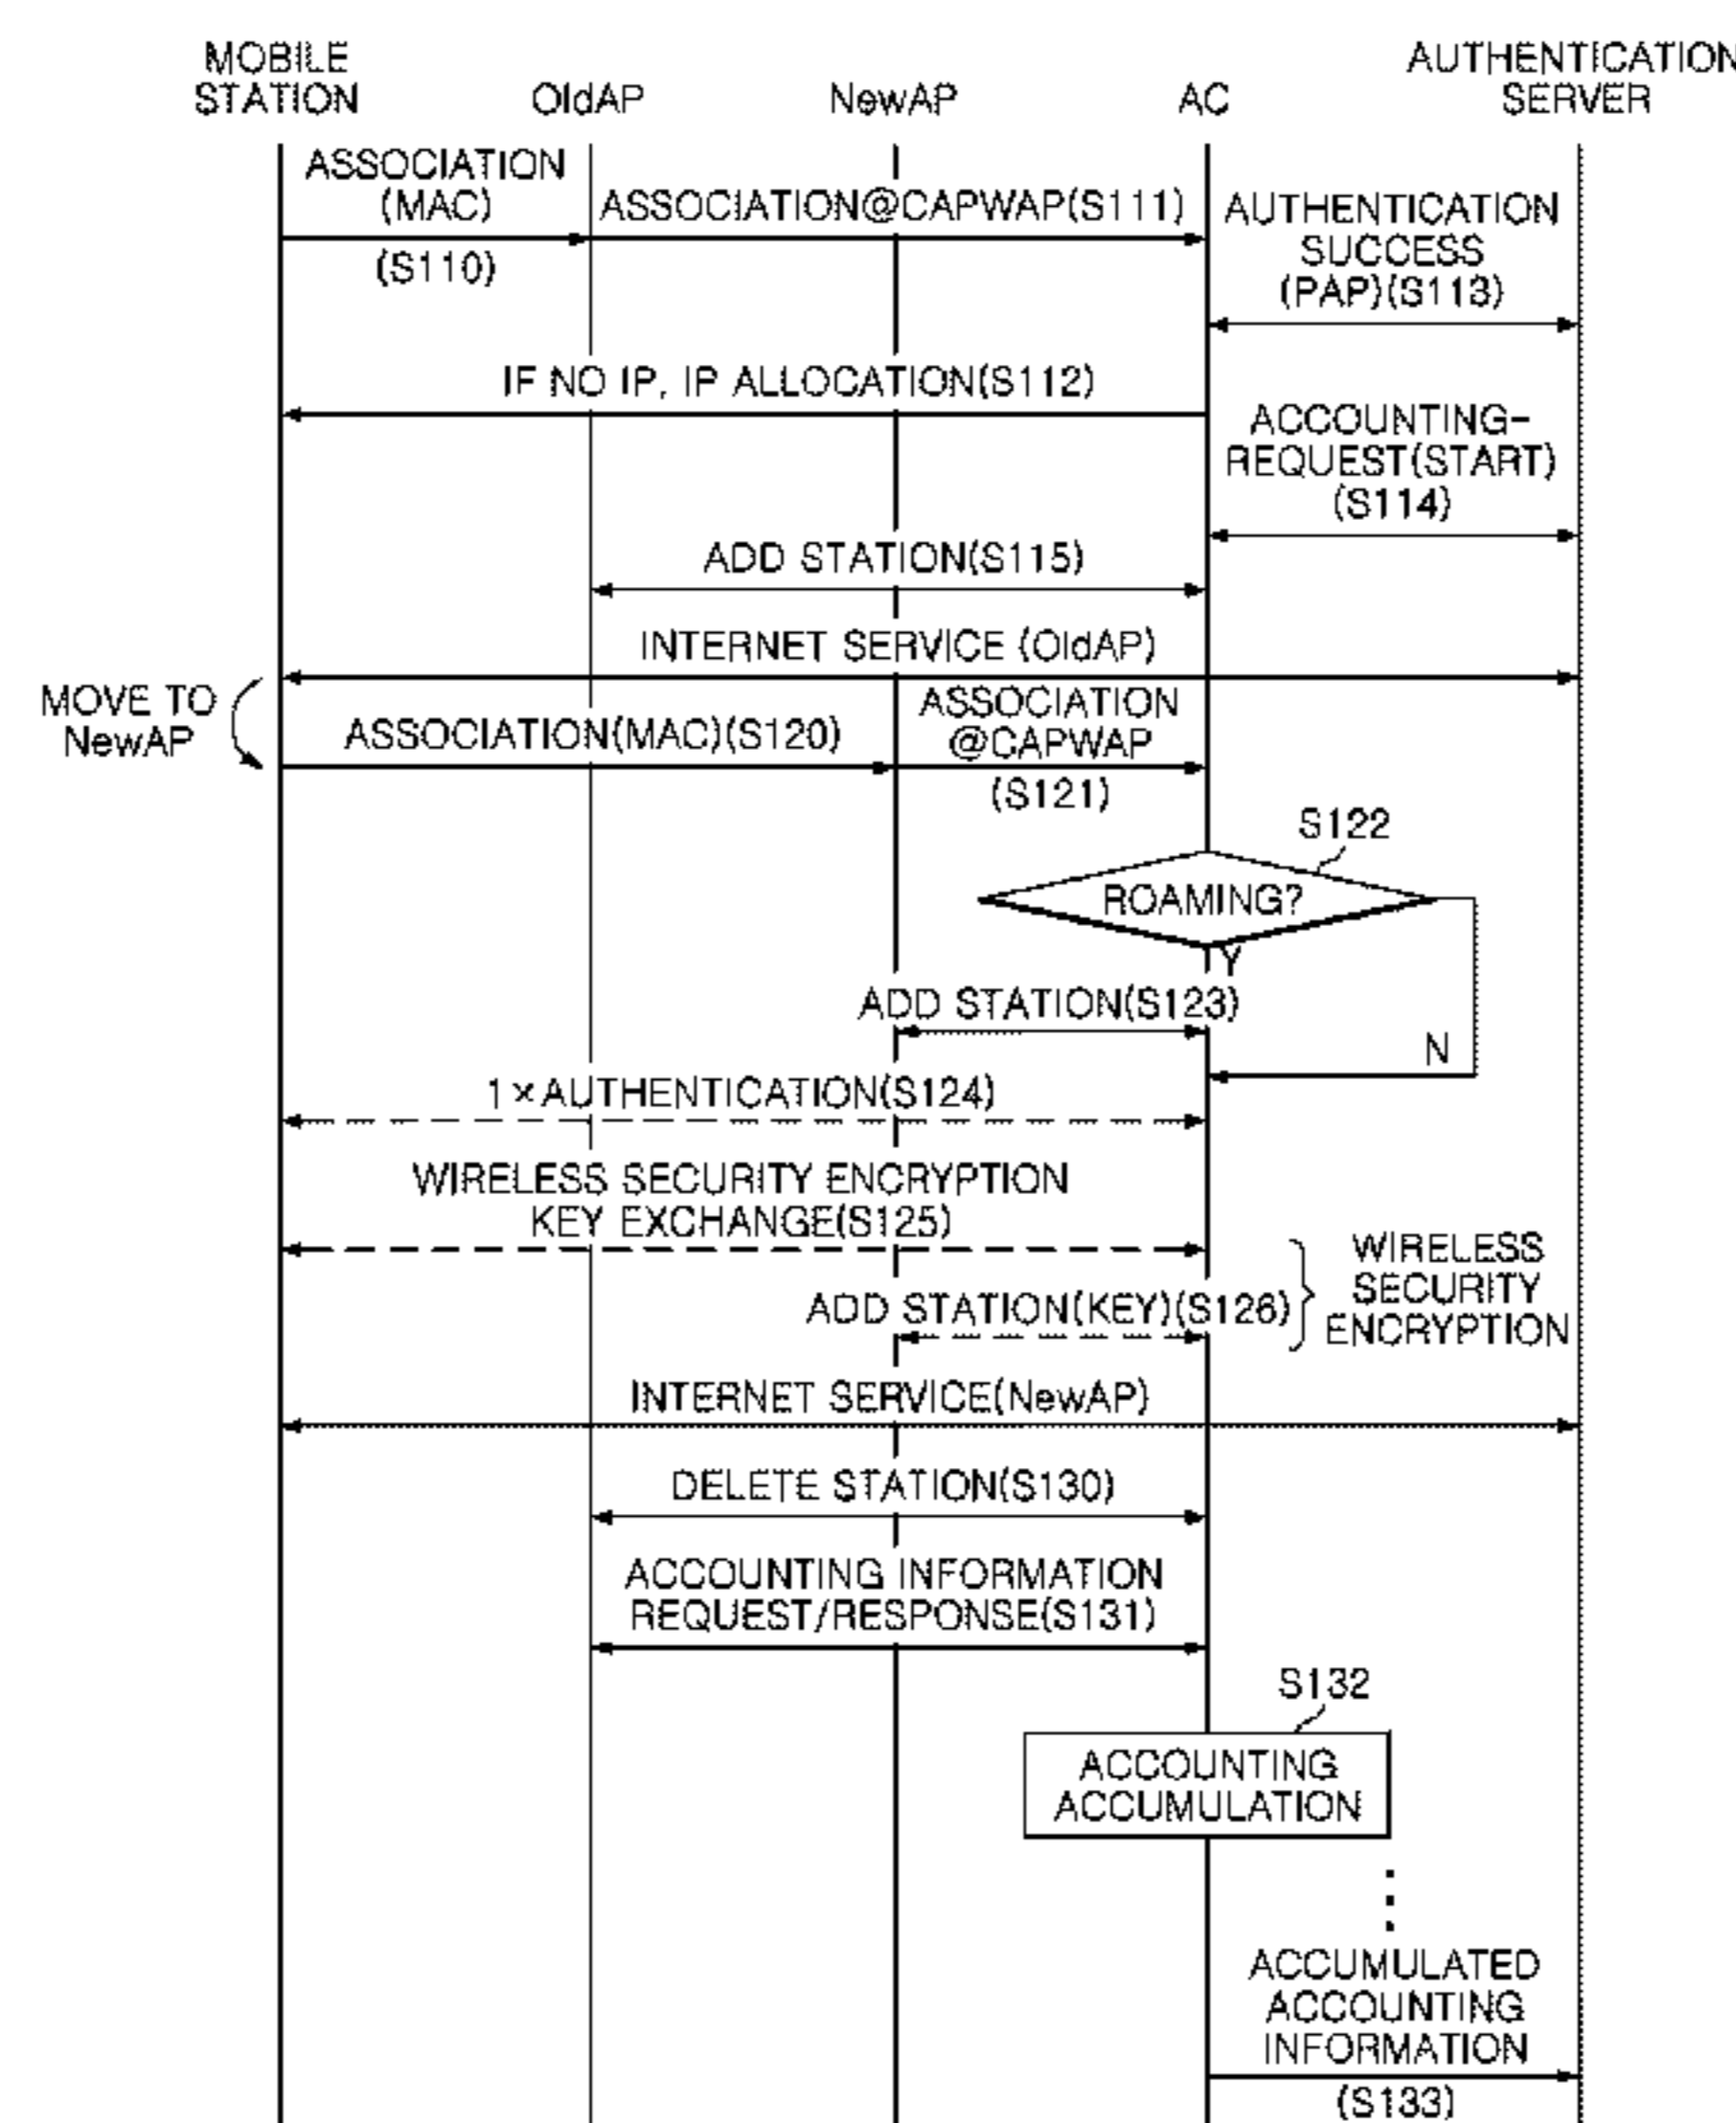 MOBILE
STATION
OldAP
NewAP
AC
AUTHENTICATION
SERVER
ASSOCIATION
(MAC)
(S110)
ASSOCIATION@CAPWAP(S111)
AUTHENTICATION
SUCCESS
(PAP)(S113)
IF NO IP, IP ALLOCATION(S112)
ACCOUNTING-
REQUEST(START)
(S114)
ADD STATION(S115)
INTERNET SERVICE (OldAP)
MOVE TO
NewAP
ASSOCIATION(MAC)(S120)
ASSOCIATION
@CAPWAP
(S121)
S122
ROAMING?
Y
ADD STATION(S123)
N
1×AUTHENTICATION(S124)
WIRELESS SECURITY ENCRYPTION
KEY EXCHANGE(S125)
ADD STATION(KEY)(S126)
WIRELESS
SECURITY
ENCRYPTION
INTERNET SERVICE(NewAP)
DELETE STATION(S130)
ACCOUNTING INFORMATION
REQUEST/RESPONSE(S131)
S132
ACCOUNTING
ACCUMULATION
ACCUMULATED
ACCOUNTING
INFORMATION
(S133)